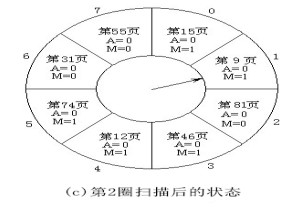 7
0
第55页
A=0
M=0
第15页
A=0
M=1
6
第31页
A=0
M=0
第 9 页
A=0
M=1
1
5
第74页
A=0
M=1
第81页
A=0
M=0
2
第12页
A=0
M=1
第46页
A=0
M=1
4
3
(c)第2圈扫描后的状态